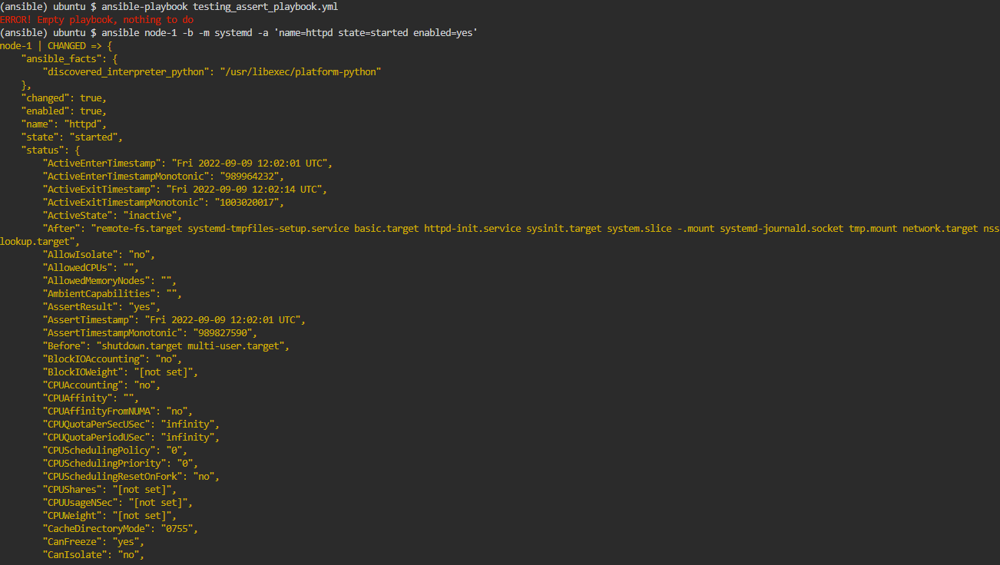 (ansible) ubuntu $ ansible-playbook testing_assert_playbook.yml
ERROR! Empty playbook, nothing to do
(ansible) ubuntu $ ansible node-1 -b -m systemd -a 'name=httpd state=started enabled=yes'
node-1 | CHANGED => {
    "ansible_facts": {
        "discovered_interpreter_python": "/usr/libexec/platform-python"
    },
    "changed": true,
    "enabled": true,
    "name": "httpd",
    "state": "started",
    "status": {
        "ActiveEnterTimestamp": "Fri 2022-09-09 12:02:01 UTC",
        "ActiveEnterTimestampMonotonic": "989964232",
        "ActiveExitTimestamp": "Fri 2022-09-09 12:02:14 UTC",
        "ActiveExitTimestampMonotonic": "1003020017",
        "ActiveState": "inactive",
        "After": "remote-fs.target systemd-tmpfiles-setup.service basic.target httpd-init.service sysinit.target system.slice -.mount systemd-journald.socket tmp.mount network.target nss
lookup.target",
        "AllowIsolate": "no",
        "AllowedCPUs": "",
        "AllowedMemoryNodes": "",
        "AmbientCapabilities": "",
        "AssertResult": "yes",
        "AssertTimestamp": "Fri 2022-09-09 12:02:01 UTC",
        "AssertTimestampMonotonic": "989827590",
        "Before": "shutdown.target multi-user.target",
        "BlockIOAccounting": "no",
        "BlockIOWeight": "[not set]",
        "CPUAccounting": "no",
        "CPUAffinity": "",
        "CPUAffinityFromNUMA": "no",
        "CPUQuotaPerSecUSec": "infinity",
        "CPUQuotaPeriodUSec": "infinity",
        "CPUSchedulingPolicy": "0",
        "CPUSchedulingPriority": "0",
        "CPUSchedulingResetOnFork": "no",
        "CPUShares": "[not set]",
        "CPUUsageNSec": "[not set]",
        "CPUWeight": "[not set]",
        "CacheDirectoryMode": "0755",
        "CanFreeze": "yes",
        "CanIsolate": "no",